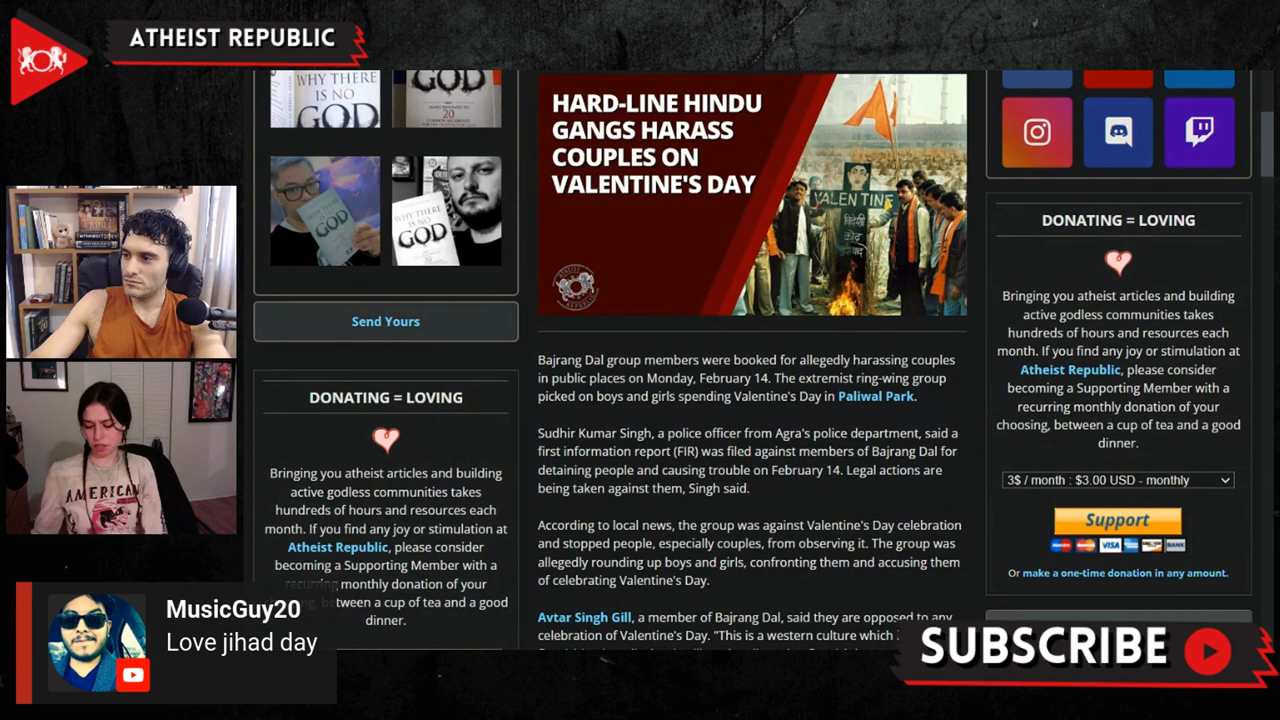 ATHEIST REPUBLIC
WHY THERE
IS NO
GOD
GOD
20
WHY THERE
IS NO
GOD
GOD
Send Yours
DONATING = LOVING
Bringing you atheist articles and building
active godless communities takes
hundreds of hours and resources each
month. If you find any joy or stimulation at
Atheist Republic, please consider
becoming a Supporting Member with a
recurring monthly donation of your
tween a cup of tea and a good
dinner.
HARD-LINE HINDU
GANGS HARASS
COUPLES ON
VALENTINE'S DAY
VALENTINE
ATHEIST
REPUBLIC
Bajrang Dal group members were booked for allegedly harassing couples
in public places on Monday, February 14. The extremist ring-wing group
picked on boys and girls spending Valentine's Day in Paliwal Park.
Sudhir Kumar Singh, a police officer from Agra's police department, said a
first information report (FIR) was filed against members of Bajrang Dal for
detaining people and causing trouble on February 14. Legal actions are
being taken against them, Singh said.
According to local news, the group was against Valentine's Day celebration
and stopped people, especially couples, from observing it. The group was
allegedly rounding up boys and girls, confronting them and accusing them
of celebrating Valentine's Day.
Avtar Singh Gill, a member of Bajrang Dal, said they are opposed to any
celebration of Valentine's Day. "This is a western culture which
DONATING = LOVING
Bringing you atheist articles and building
active godless communities takes
hundreds of hours and resources each
month. If you find any joy or stimulation at
Atheist Republic, please consider
becoming a Supporting Member with a
recurring monthly donation of your
choosing, between a cup of tea and a good
dinner.
3$ / month : $3.00 USD - monthly
Support
VISA
BANK
Or make a one-time donation in any amount.
AMERICAN
MusicGuy20
Love jihad day
SUBSCRIBE